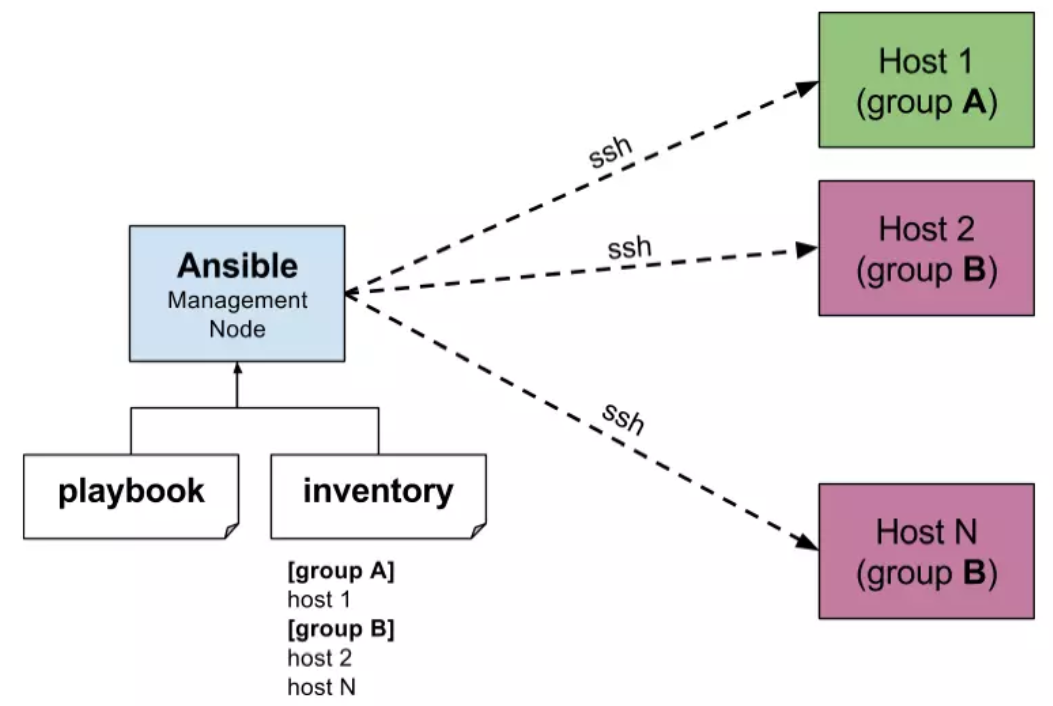 Host 1
(group A)
ssh
Host 2
(group B)
ssh
Ansible
Management
Node
ssh
playbook
inventory
Host N
(group B)
[group A]
host 1
[group B]
host 2
host N